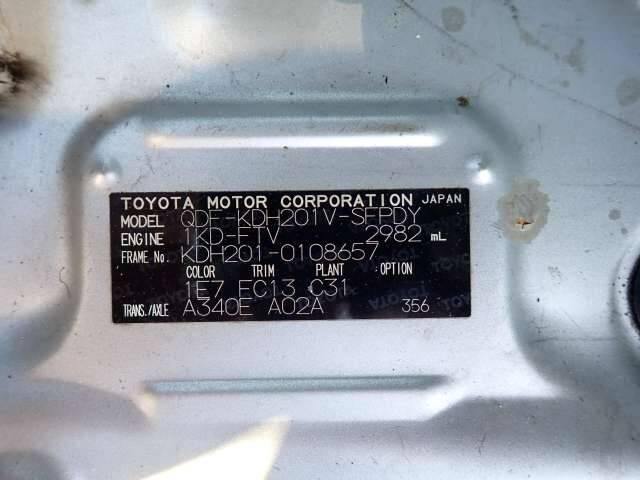 TOYOTA MOTOR CORPORATION JAPAN
MODEL QDF-KDH201V-SFPDY
ENGINE 1KD-FTV 2982 mL
FRAME No. KDH201-0108657
COLOR TRIM PLANT OPTION
1E7 FC13 C31
TRANS./AXLE A340E A02A 356